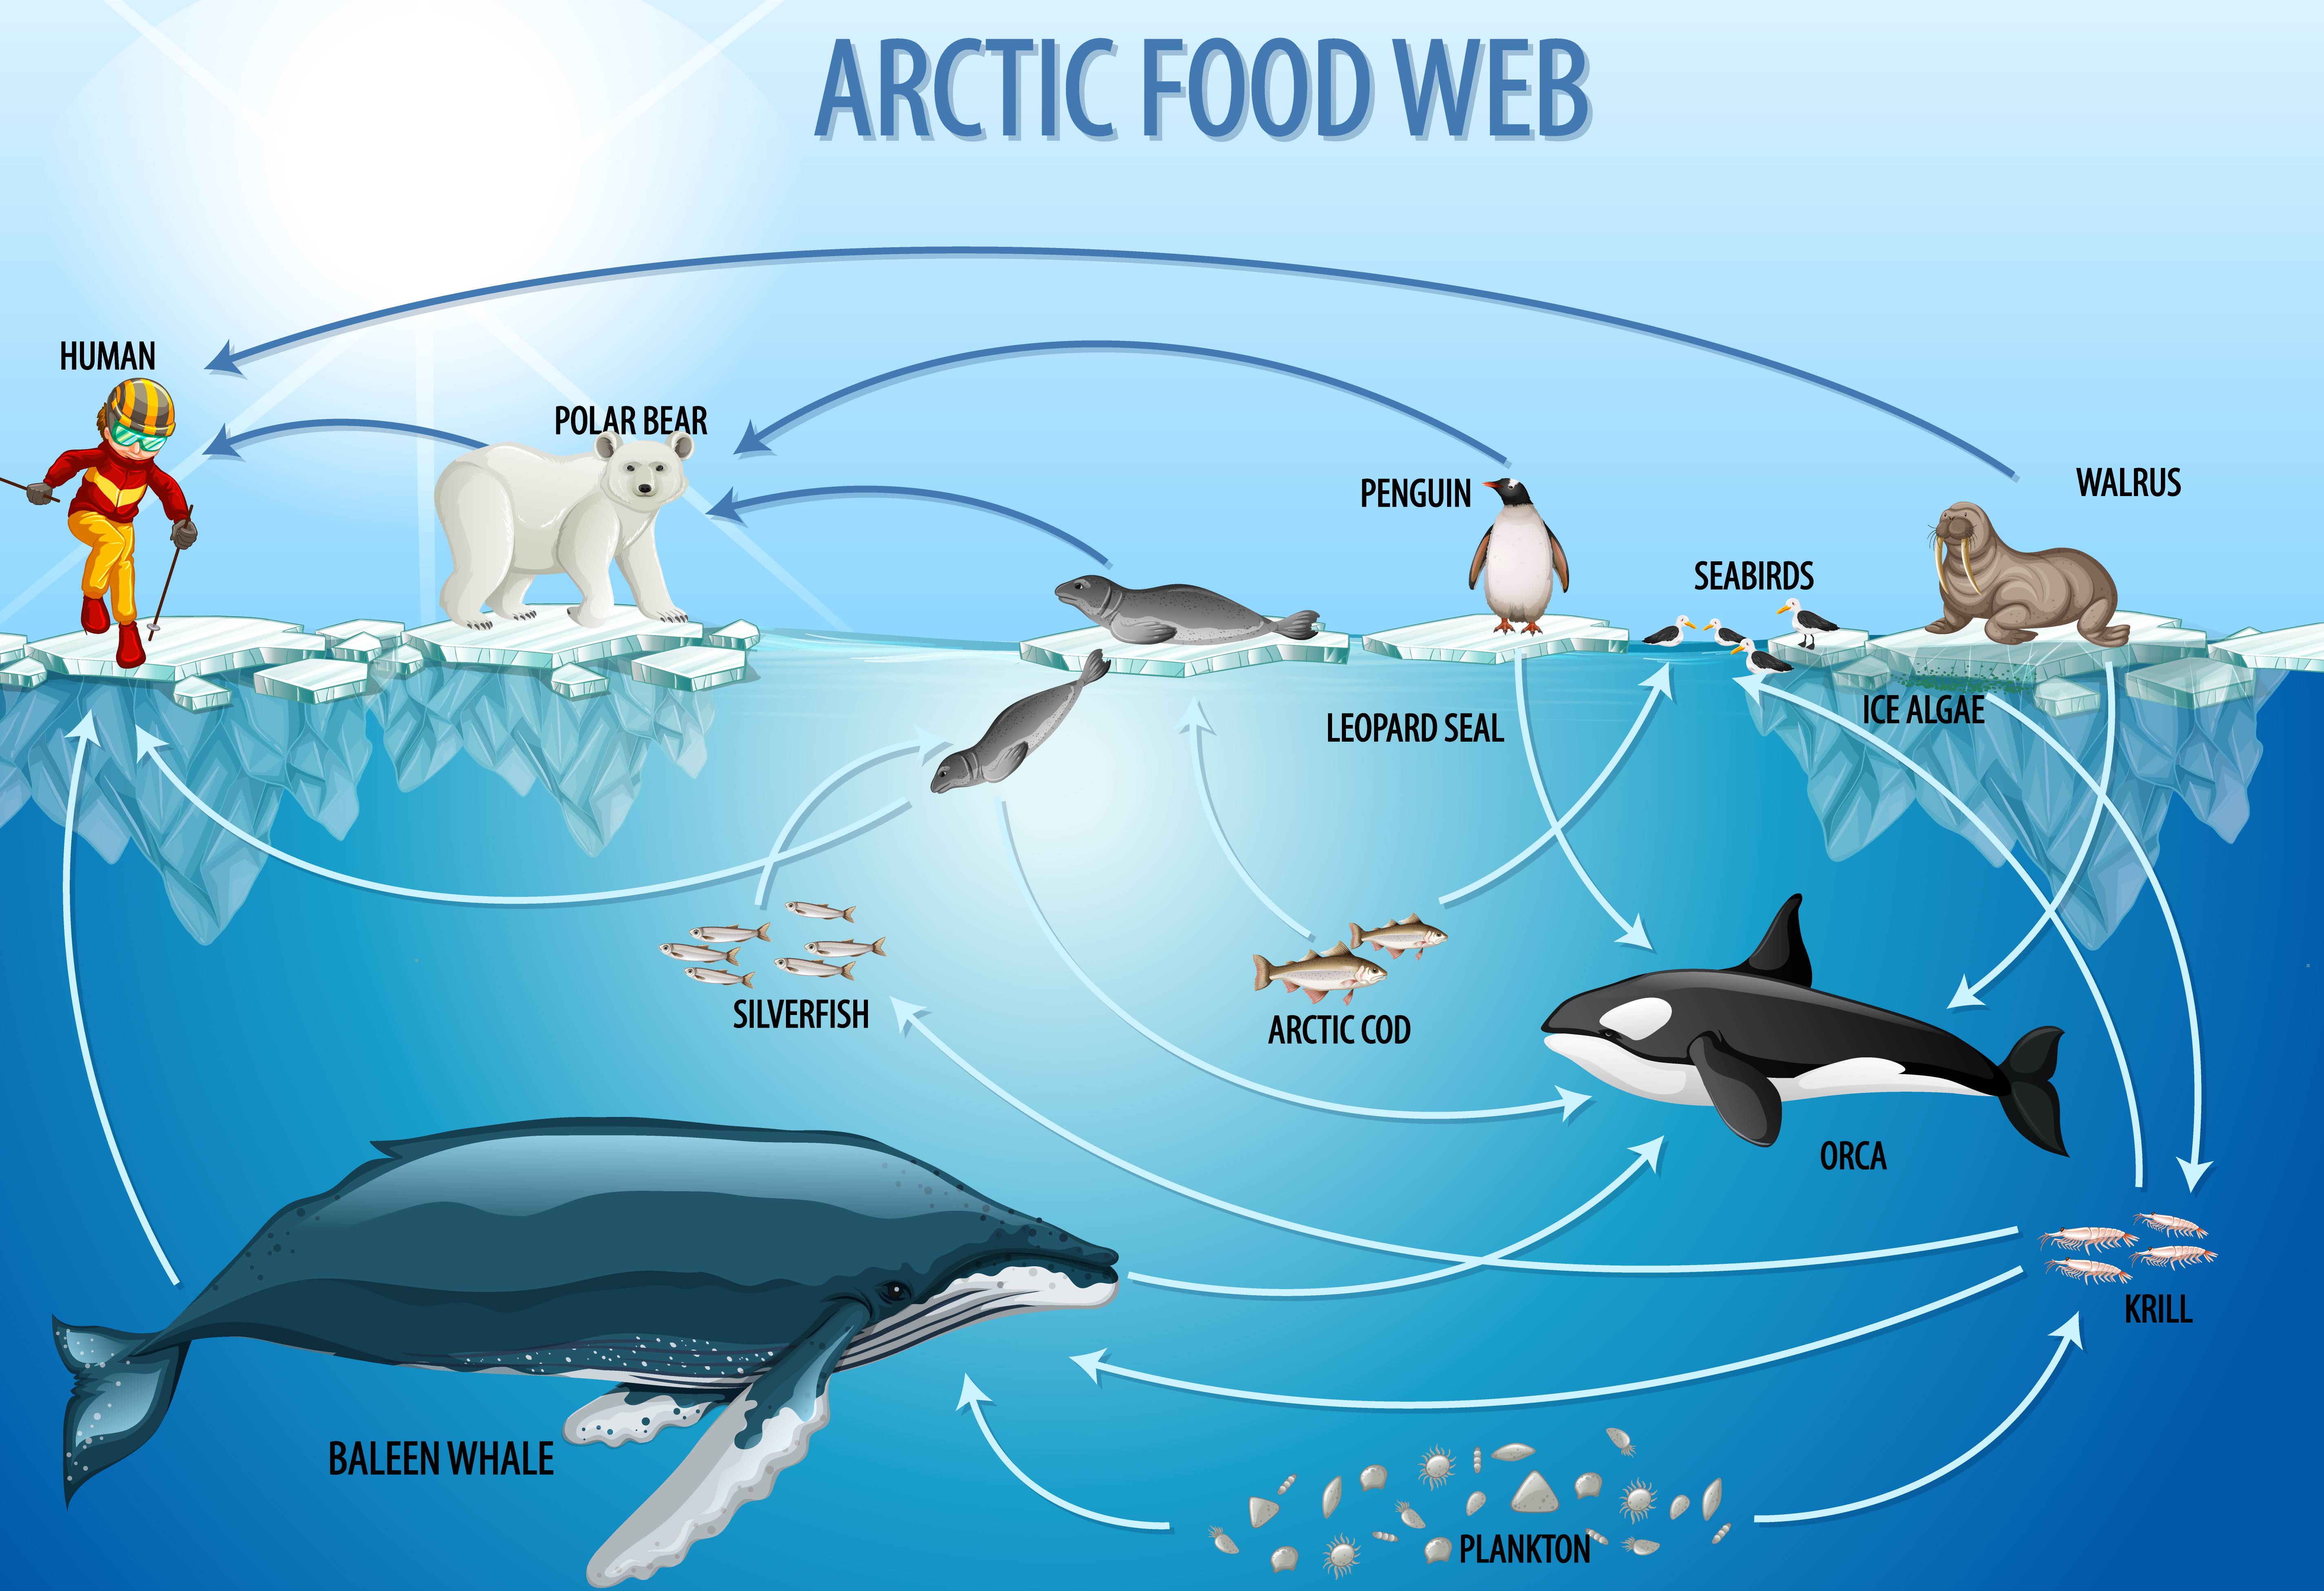 ARCTIC FOOD WEB
HUMAN
POLAR BEAR
PENGUIN
WALRUS
SEABIRDS
ICE ALGAE
LEOPARD SEAL
SILVERFISH
ARCTIC COD
ORCA
KRILL
BALEEN WHALE
PLANKTON